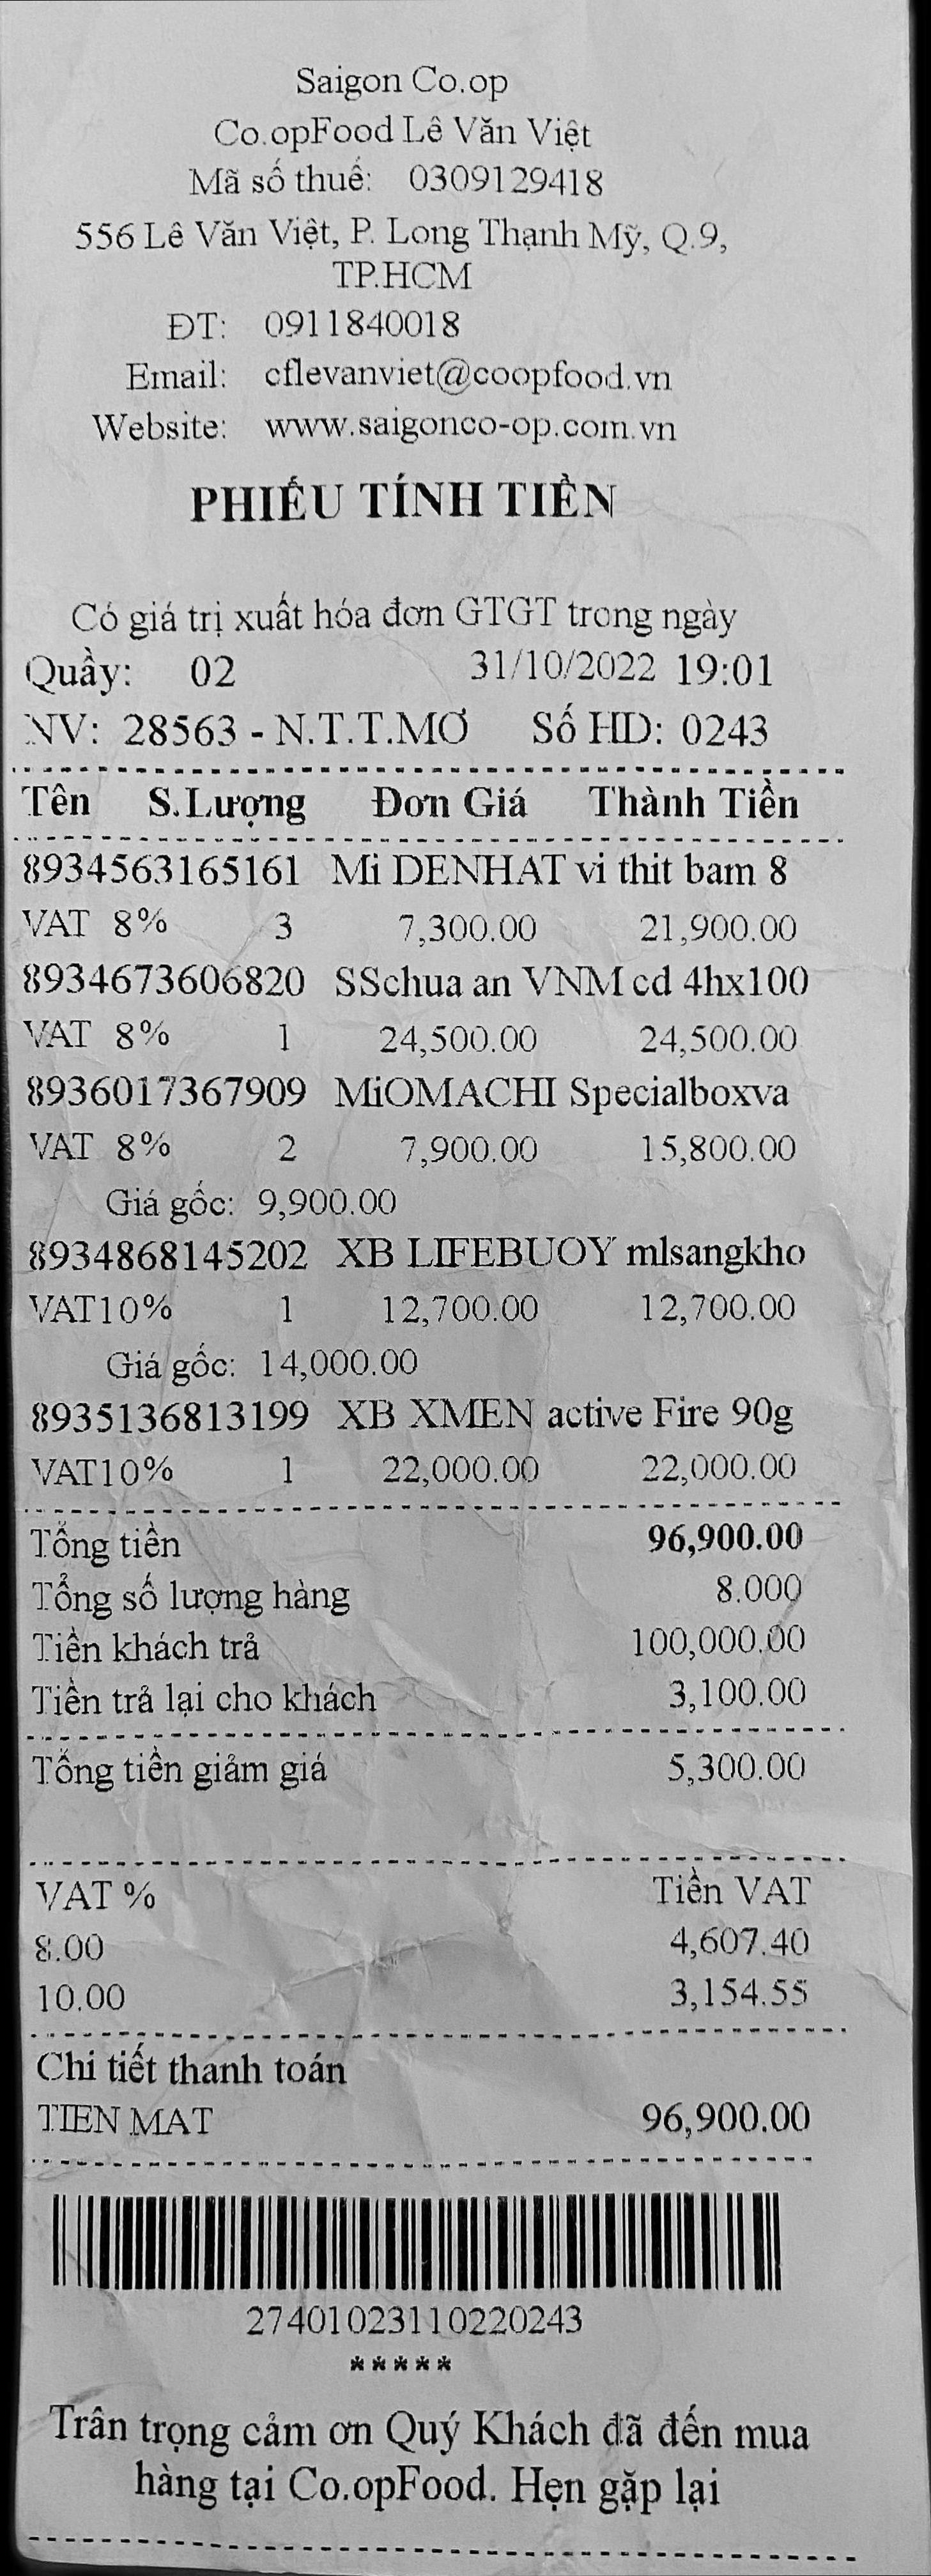 Saigon Co.op
Co.opFood Lê Văn Việt
Mã số thuế: 0309129418
556 Lê Văn Việt, P. Long Thạnh Mỹ, Q.9,
TP.HCM
ĐT: 0911840018
Email: cflevanviet@coopfood.vn
Website: www.saigonco-op.com.vn
PHIẾU TÍNH TIỀN
Có giá trị xuất hóa đơn GTGT trong ngày
Quầy: 02 31/10/2022 19:01
NV: 28563 - N.T.T.MƠ Số HD: 0243
Tên S.Lượng Đơn Giá Thành Tiền
8934563165161 Mi DENHAT vi thit bam 8
VAT 8% 3 7,300.00 21,900.00
8934673606820 SSchua an VNM cd 4hx100
VAT 8% 1 24,500.00 24,500.00
8936017367909 MiOMACHI Specialboxva
VAT 8% 2 7,900.00 15,800.00
Giá gốc: 9,900.00
8934868145202 XB LIFEBUOY mlsangkho
VAT10% 1 12,700.00 12,700.00
Giá gốc: 14,000.00
8935136813199 XB XMEN active Fire 90g
VAT10% 1 22,000.00 22,000.00
Tổng tiền 96,900.00
Tổng số lượng hàng 8.000
Tiền khách trả 100,000.00
Tiền trả lại cho khách 3,100.00
Tổng tiền giảm giá 5,300.00
VAT % Tiền VAT
8.00 4,607.40
10.00 3,154.55
Chi tiết thanh toán
TIEN MAT 96,900.00
27401023110220243
*****
Trân trọng cảm ơn Quý Khách đã đến mua
hàng tại Co.opFood. Hẹn gặp lại